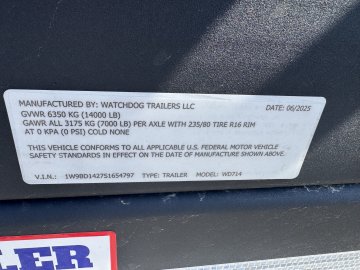 MANUFACTURED BY: WATCHDOG TRAILERS LLC DATE: 06/2025
GVWR 6350 KG (14000 LB)
GAWR ALL 3175 KG (7000 LB) PER AXLE WITH 235/80 TIRE R16 RIM
AT 0 KPA (0 PSI) COLD NONE
THIS VEHICLE CONFORMS TO ALL APPLICABLE U.S. FEDERAL MOTOR VEHICLE
SAFETY STANDARDS IN EFFECT ON THE DATE OF MANUFACTURE SHOWN ABOVE.
V.I.N.: 1W9BD1427S1654797 TYPE: TRAILER MODEL: WD714
LER